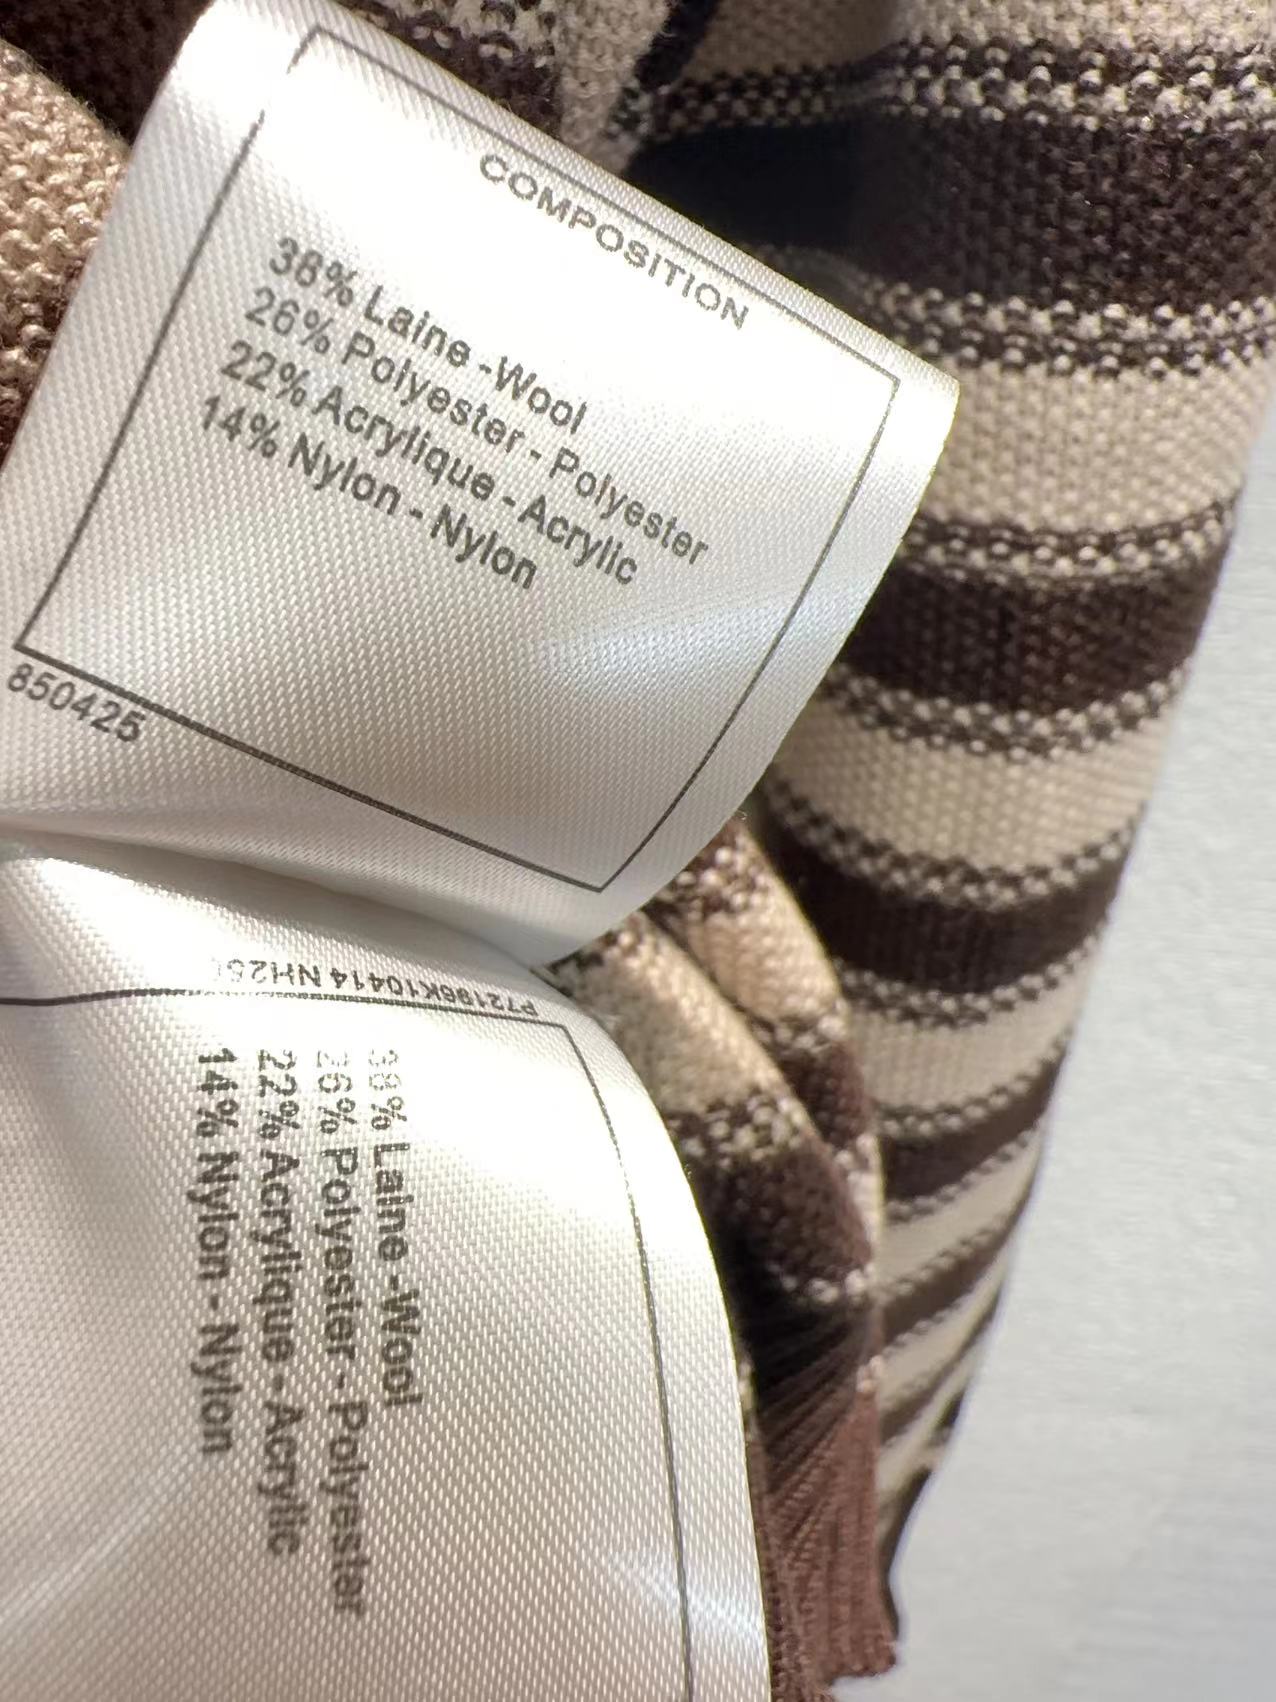 COMPOSITION
38% Laine -Wool
26% Polyester - Polyester
22% Acrylique - Acrylic
14% Nylon - Nylon
850425
P72196K10414 NH25
38% Laine -Wool
26% Polyester - Polyester
22% Acrylique - Acrylic
14% Nylon - Nylon